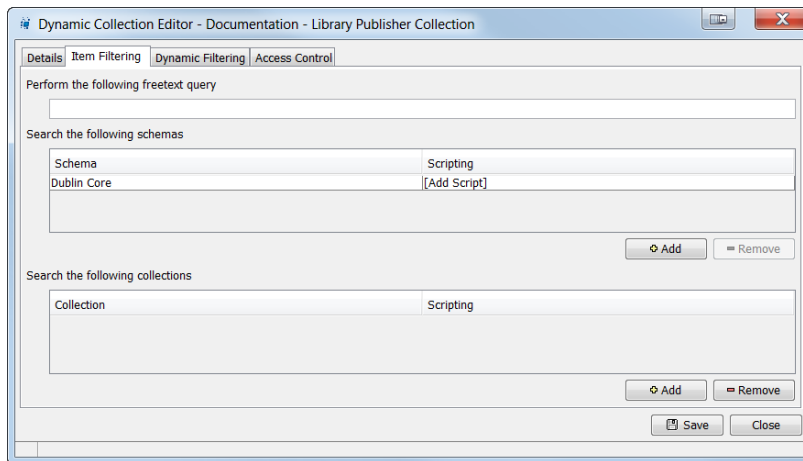 Dynamic Collection Editor - Documentation - Library Publisher Collection
Details Item Filtering Dynamic Filtering Access Control
Perform the following freetext query
Search the following schemas
Schema Scripting
Dublin Core [Add Script]
Add Remove
Search the following collections
Collection Scripting
Add Remove
Save Close